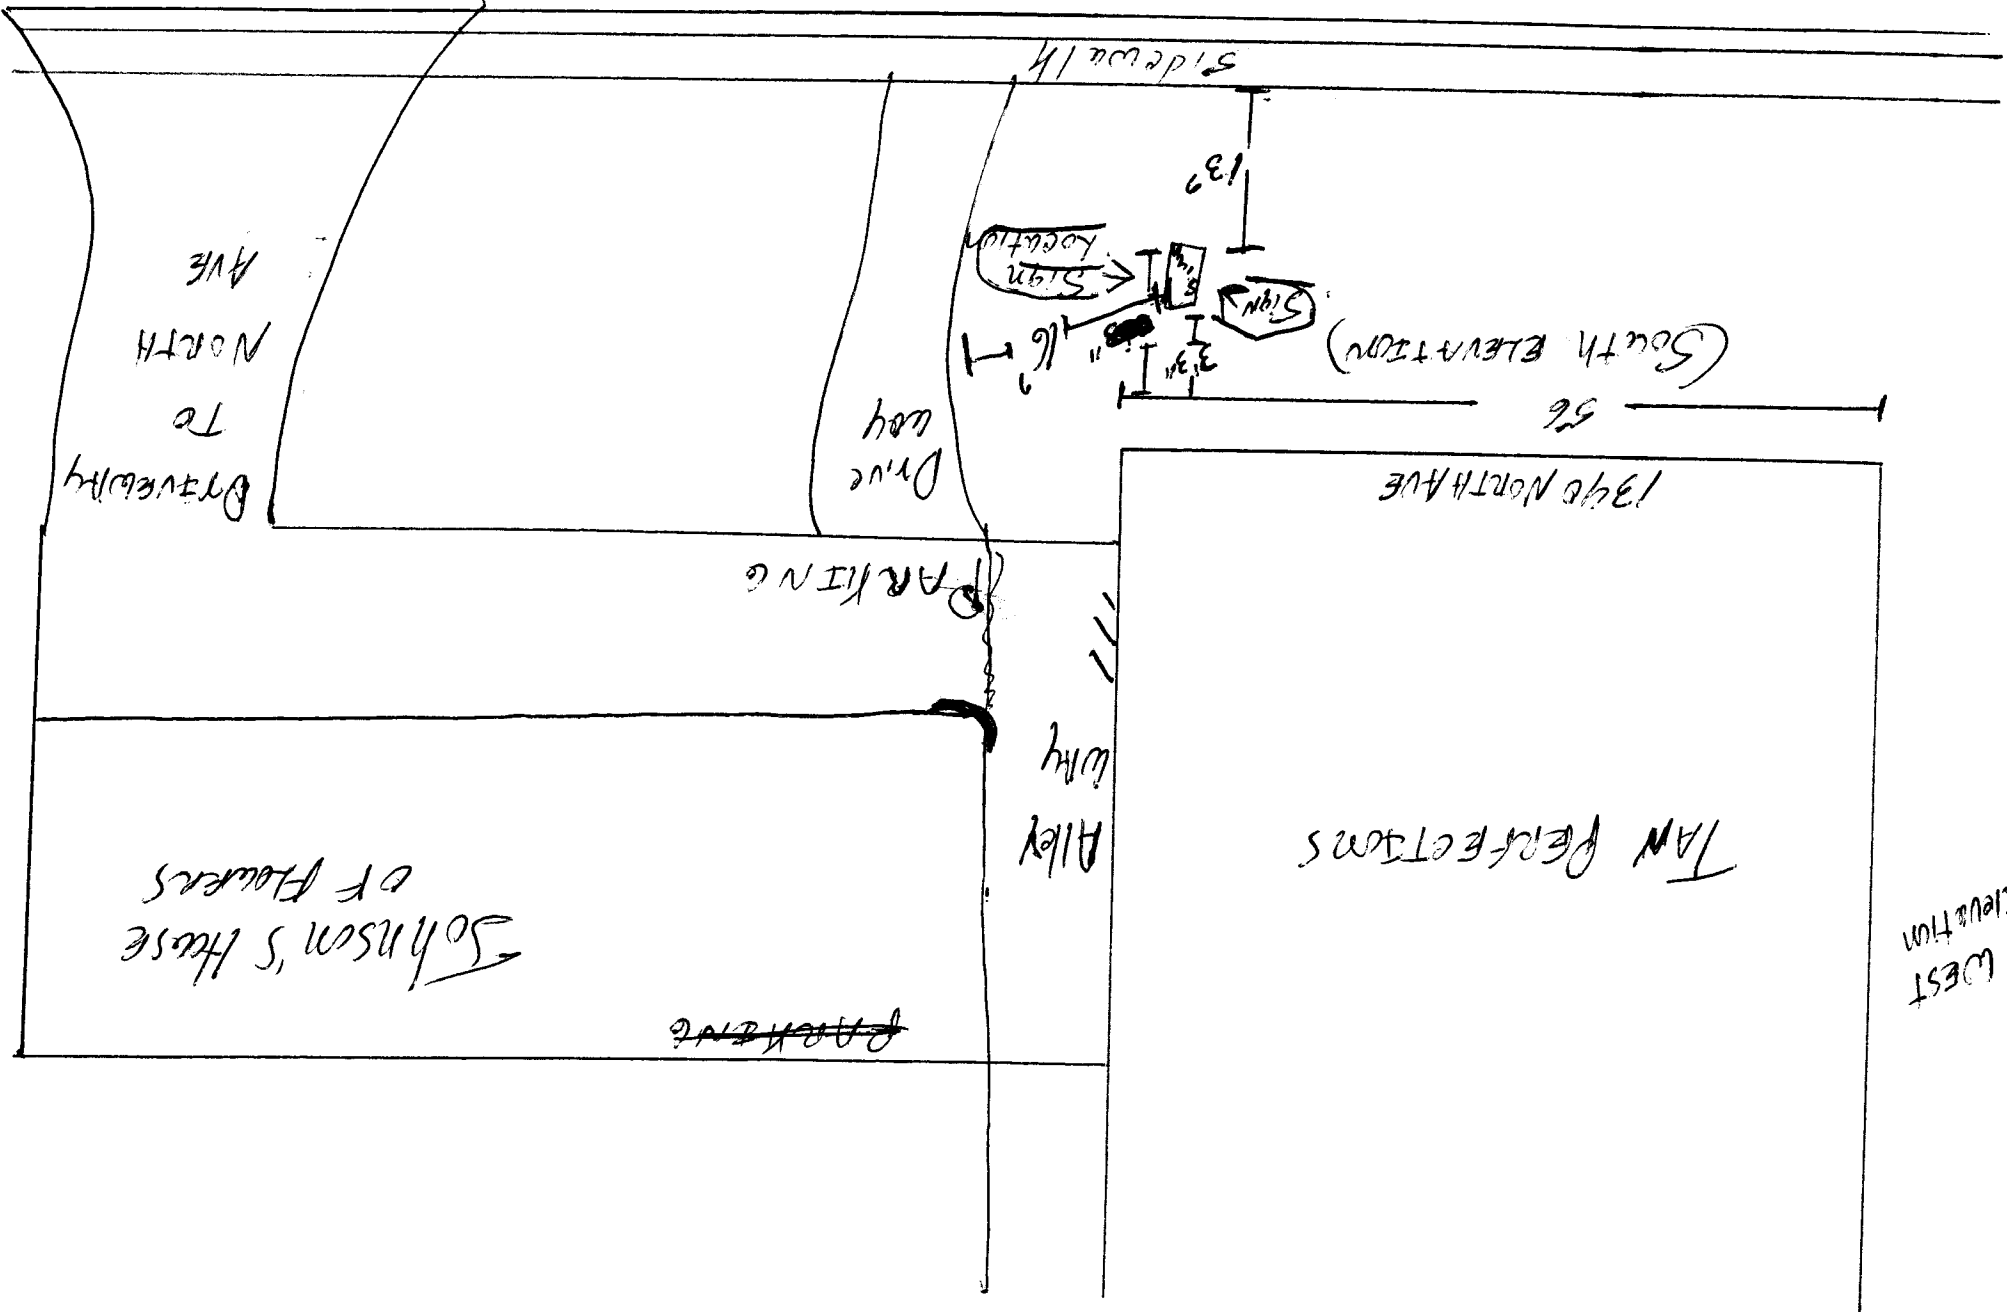 PARKING
WEST
Elevation
Johnson's House
OF Flowers
TAN PERFECTIONS
Alley
WAY
PARKING
1340 NORTH AVE
Drive
way
DRIVEWAY
TO
NORTH
AVE
56
(South ELEVATION)
3'3"
16'
Sign
Sign
Location
13'
Sidewalk